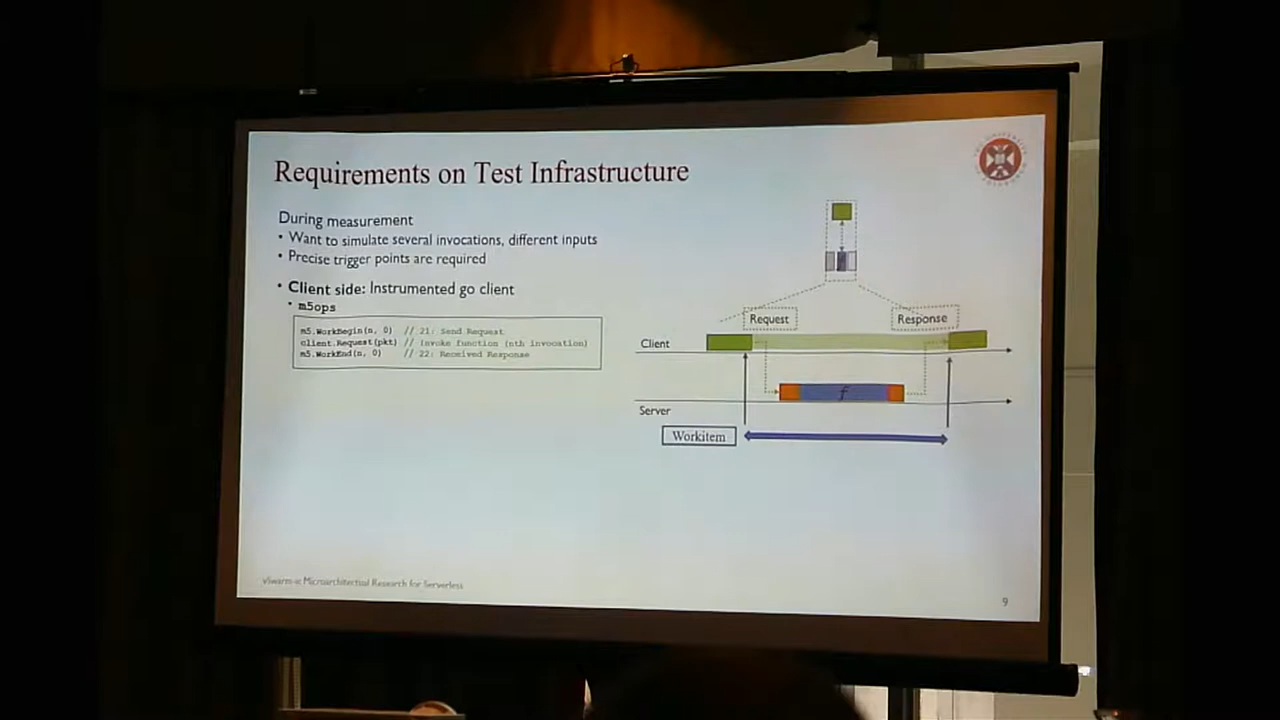 Requirements on Test Infrastructure
During measurement
• Want to simulate several invocations, different inputs
• Precise trigger points are required
• Client side: Instrumented go client
• m5ops
m5.WorkBegin(n, 0) // 21: Send Request
client.Request(pkt) // Invoke function (nth invocation)
m5.WorkEnd(n, 0) // 22: Received Response
Request
Response
Client
f
Server
Workitem
vSwarm-u: Microarchitectual Research for Serverless
9